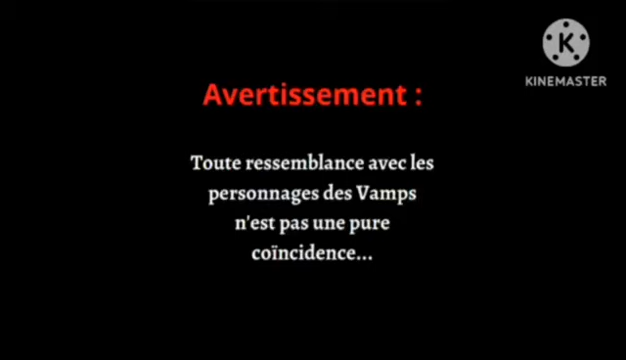 K
KINEMASTER
Avertissement :
Toute ressemblance avec les
personnages des Vamps
n'est pas une pure
coïncidence...